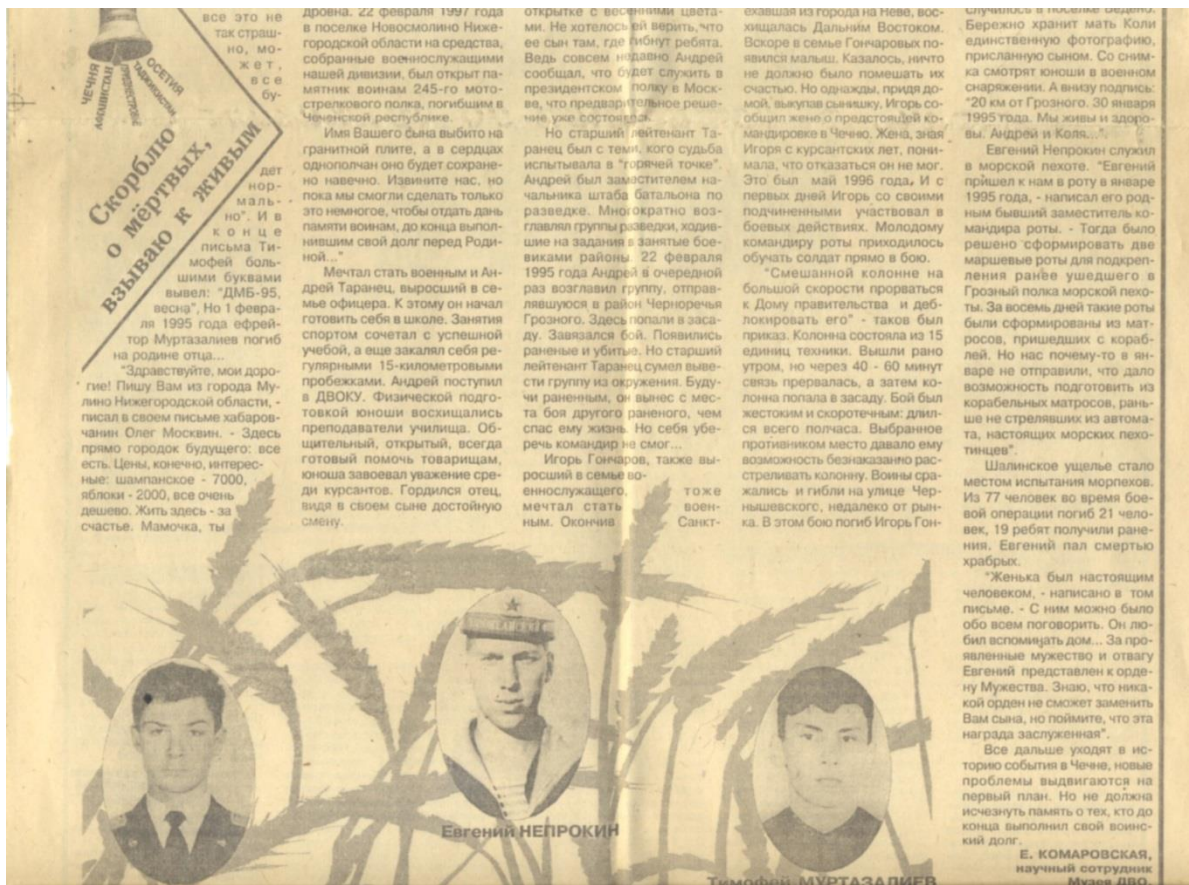 ЧЕЧНЯ
АФГАНИСТАН
ПРИДНЕСТРОВЬЕ
ТАДЖИКИСТАН
ОСЕТИЯ
Скорблю
о мёртвых,
взываю к живым
все это не
так страш-
но, мо-
жет,
все
бу-
дет
нор-
маль-
но". И в
конце
письма Ти-
мофей боль-
шими буквами
вывел: "ДМБ-95,
весна". Но 1 февра-
ля 1995 года ефрей-
тор Муртазалиев погиб
на родине отца...
"Здравствуйте, мои доро-
гие! Пишу Вам из города Му-
лино Нижегородской области, -
писал в своем письме хабаров-
чанин Олег Москвин. - Здесь
прямо городок будущего: все
есть. Цены, конечно, интерес-
ные: шампанское - 7000,
яблоки - 2000, все очень
дешево. Жить здесь - за
счастье. Мамочка, ты
дроена. 22 февраля 1997 года
в поселке Новосмолино Ниже-
городской области на средства,
собранные военнослужащими
нашей дивизии, был открыт па-
мятник воинам 245-го мото-
стрелкового полка, погибшим в
Чеченской республике.
Имя Вашего сына выбито на
гранитной плите, а в сердцах
однополчан оно будет сохране-
но навечно. Извините нас, но
пока мы смогли сделать только
это немногое, чтобы отдать дань
памяти воинам, до конца выпол-
нившим свой долг перед Роди-
ной..."
Мечтал стать военным и Ан-
дрей Таранец, выросший в се-
мье офицера. К этому он начал
готовить себя в школе. Занятия
спортом сочетал с успешной
учебой, а еще закалял себя ре-
гулярными 15-километровыми
пробежками. Андрей поступил
в ДВОКУ. Физической подго-
товкой юноши восхищались
преподаватели училища. Об-
щительный, открытый, всегда
готовый помочь товарищам,
юноша завоевал уважение сре-
ди курсантов. Гордился отец,
видя в своем сыне достойную
смену.
открытке с весенними цвета-
ми. Не хотелось ей верить, что
ее сын там, где гибнут ребята.
Ведь совсем недавно Андрей
сообщал, что будет служить в
президентском полку в Моск-
ве, что предварительное реше-
ние уже состоялось.
Но старший лейтенант Та-
ранец был с теми, кого судьба
испытывала в "горячей точке".
Андрей был заместителем на-
чальника штаба батальона по
разведке. Многократно воз-
главлял группы разведки, ходив-
шие на задания в занятые бое-
виками районы. 22 февраля
1995 года Андрей в очередной
раз возглавил группу, отправ-
лявшуюся в район Черноречья
Грозного. Здесь попали в заса-
ду. Завязался бой. Появились
раненые и убитые. Но старший
лейтенант Таранец сумел выве-
сти группу из окружения. Буду-
чи раненным, он вынес с мес-
та боя другого раненого, чем
спас ему жизнь. Но себя убе-
речь командир не смог...
Игорь Гончаров, также вы-
росший в семье во-
еннослужащего, тоже
мечтал стать воен-
ным. Окончив Санкт-
ехавшая из города на Неве, вос-
хищалась Дальним Востоком.
Вскоре в семье Гончаровых по-
явился малыш. Казалось, ничто
не должно было помешать их
счастью. Но однажды, придя до-
мой, выкупав сынишку, Игорь со-
общил жене о предстоящей ко-
мандировке в Чечню. Жена, зная
Игоря с курсантских лет, пони-
мала, что отказаться он не мог.
Это был май 1996 года. И с
первых дней Игорь со своими
подчиненными участвовал в
боевых действиях. Молодому
командиру роты приходилось
обучать солдат прямо в бою.
"Смешанной колонне на
большой скорости прорваться
к Дому правительства и деб-
локировать его" - таков был
приказ. Колонна состояла из 15
единиц техники. Вышли рано
утром, но через 40 - 60 минут
связь прервалась, а затем ко-
лонна попала в засаду. Бой был
жестоким и скоротечным: длил-
ся всего полчаса. Выбранное
противником место давало ему
возможность безнаказанно рас-
стреливать колонну. Воины сра-
жались и гибли на улице Чер-
нышевского, недалеко от рын-
ка. В этом бою погиб Игорь Гон-
случилось в поселке
Бережно хранит мать Коли
единственную фотографию,
присланную сыном. Со сним-
ка смотрят юноши в военном
снаряжении. А внизу подпись:
"20 км от Грозного. 30 января
1995 года. Мы живы и здоро-
вы. Андрей и Коля...".
Евгений Непрокин служил
в морской пехоте. "Евгений
пришел к нам в роту в январе
1995 года, - написал его род-
ным бывший заместитель ко-
мандира роты. - Тогда было
решено сформировать две
маршевые роты для подкреп-
ления ранее ушедшего в
Грозный полка морской пехо-
ты. За восемь дней такие роты
были сформированы из мат-
росов, пришедших с кораб-
лей. Но нас почему-то в ян-
варе не отправили, что дало
возможность подготовить из
корабельных матросов, рань-
ше не стрелявших из автома-
та, настоящих морских пехо-
тинцев".
Шалинское ущелье стало
местом испытания морпехов.
Из 77 человек во время бое-
вой операции погиб 21 чело-
век, 19 ребят получили ране-
ния. Евгений пал смертью
храбрых.
"Женька был настоящим
человеком, - написано в том
письме. - С ним можно было
обо всем поговорить. Он лю-
бил вспоминать дом... За про-
явленные мужество и отвагу
Евгений представлен к орде-
ну Мужества. Знаю, что ника-
кой орден не сможет заменить
Вам сына, но поймите, что эта
награда заслуженная".
Все дальше уходят в ис-
торию события в Чечне, новые
проблемы выдвигаются на
первый план. Но не должна
исчезнуть память о тех, кто до
конца выполнил свой воинс-
кий долг.
Е. КОМАРОВСКАЯ,
научный сотрудник
Музея ДВО.
Евгений НЕПРОКИН
Тимофей МУРТАЗАЛИЕВ